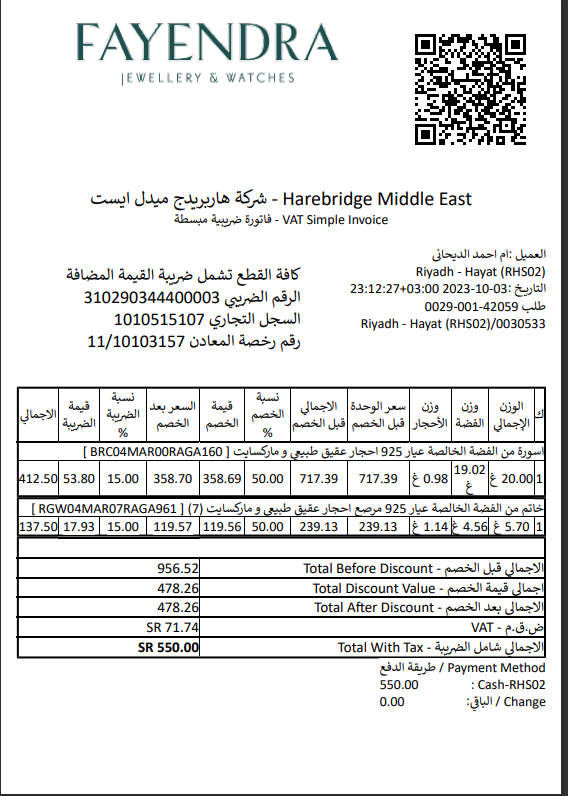 FAYENDRA
JEWELLERY & WATCHES
شركة هاربريدج ميدل ايست - Harebridge Middle East
فاتورة ضريبية مبسطة - VAT Simple Invoice
العميل :ام احمد الديحانى
Riyadh - Hayat (RHS02)
التاريخ :2023-10-03 23:12:27+03:00
طلب 42059-001-0029
Riyadh - Hayat (RHS02)/0030533
كافة القطع تشمل ضريبة القيمة المضافة
الرقم الضريبي 310290344400003
السجل التجاري 1010515107
رقم رخصة المعادن 11/10103157
ك | الوزن الإجمالي | وزن الفضة | وزن الأحجار | سعر الوحدة قبل الخصم | الاجمالي قبل الخصم | نسبة الخصم % | قيمة الخصم | السعر بعد الخصم | نسبة الضريبة % | قيمة الضريبة | الاجمالي
اسورة من الفضة الخالصة عيار 925 احجار عقيق طبيعي و ماركسايت [ BRC04MAR00RAGA160 ]
1 | 20.00 غ | 19.02 غ | 0.98 غ | 717.39 | 717.39 | 50.00 | 358.69 | 358.70 | 15.00 | 53.80 | 412.50
خاتم من الفضة الخالصة عيار 925 مرصع احجار عقيق طبيعي و ماركسايت (7) [ RGW04MAR07RAGA961 ]
1 | 5.70 غ | 4.56 غ | 1.14 غ | 239.13 | 239.13 | 50.00 | 119.56 | 119.57 | 15.00 | 17.93 | 137.50
الاجمالي قبل الخصم - Total Before Discount 956.52
اجمالي قيمة الخصم - Total Discount Value 478.26
الاجمالي بعد الخصم - Total After Discount 478.26
ض.ق.م - VAT SR 71.74
الاجمالي شامل الضريبة - Total With Tax SR 550.00
طريقة الدفع / Payment Method
Cash-RHS02 : 550.00
الباقي: / Change 0.00